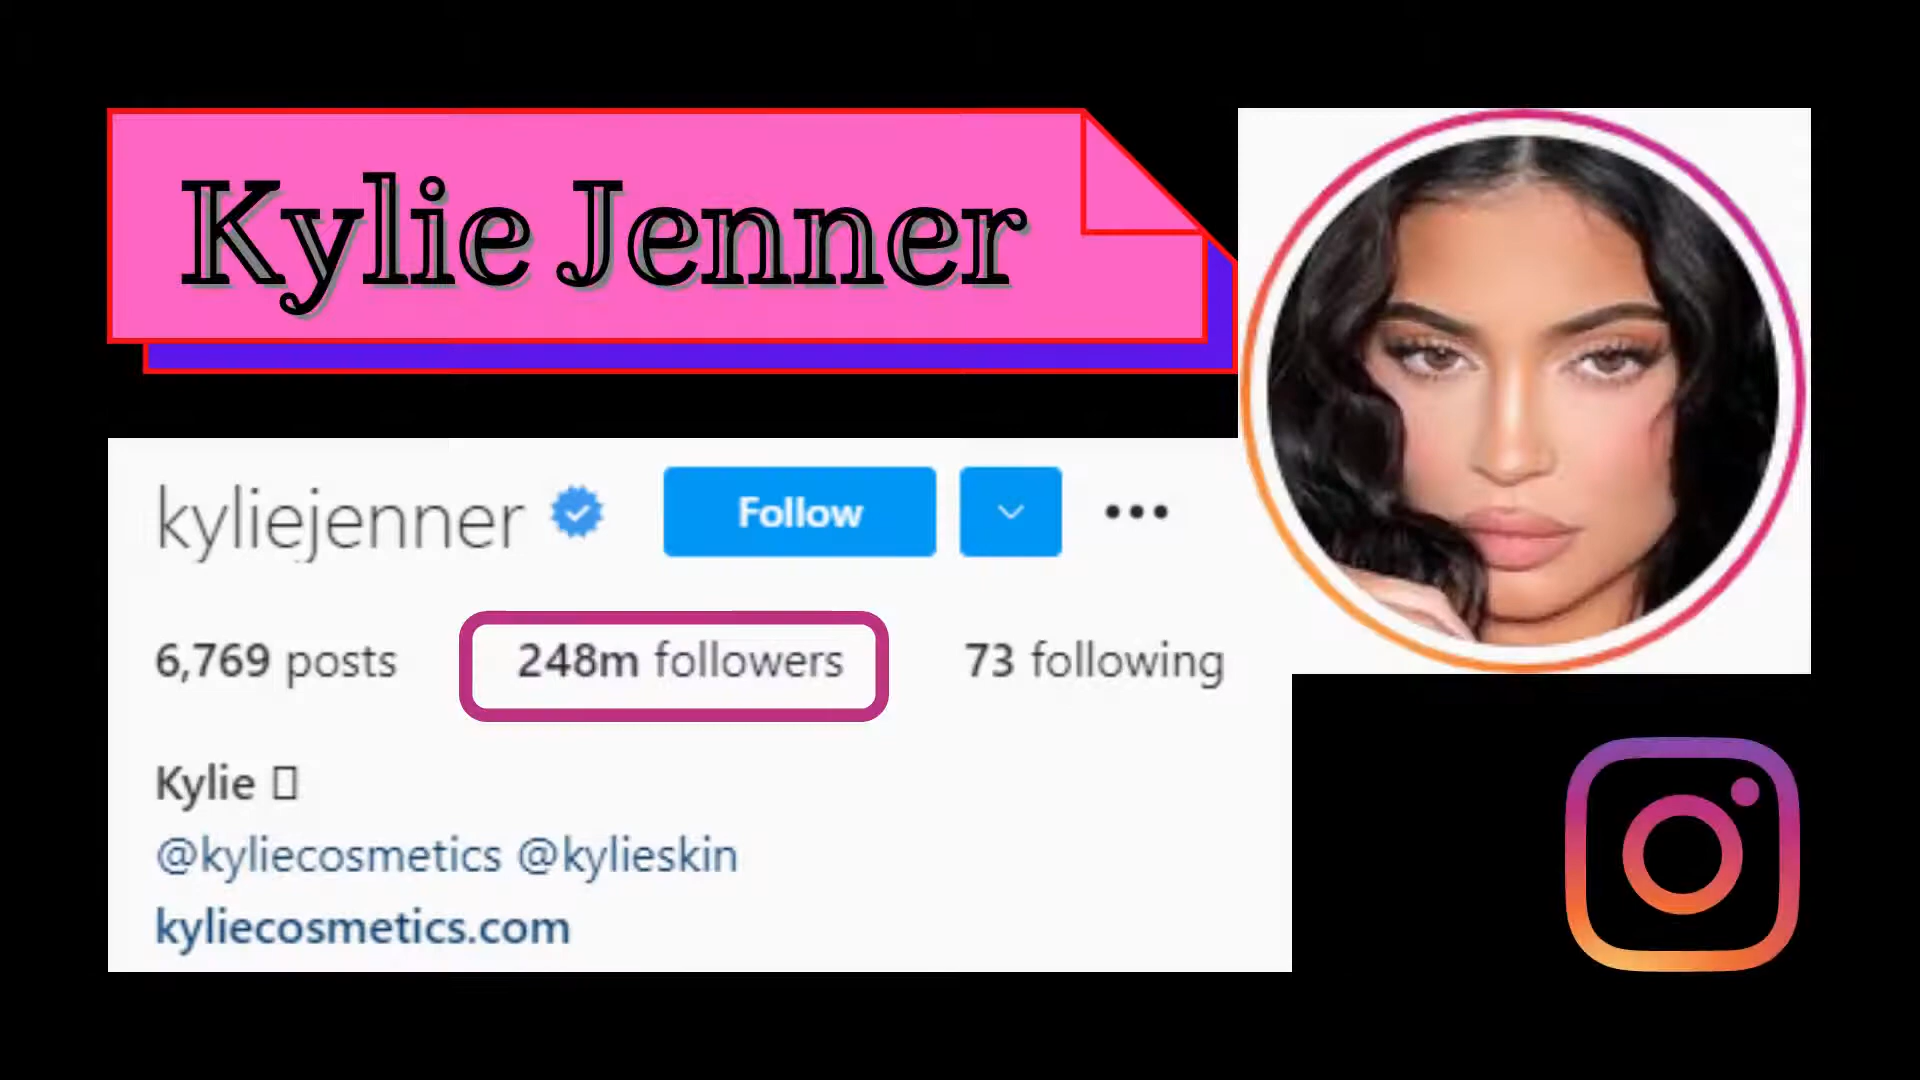 Kylie Jenner
kyliejenner Follow
6,769 posts 248m followers 73 following
Kylie
@kyliecosmetics @kylieskin
kyliecosmetics.com